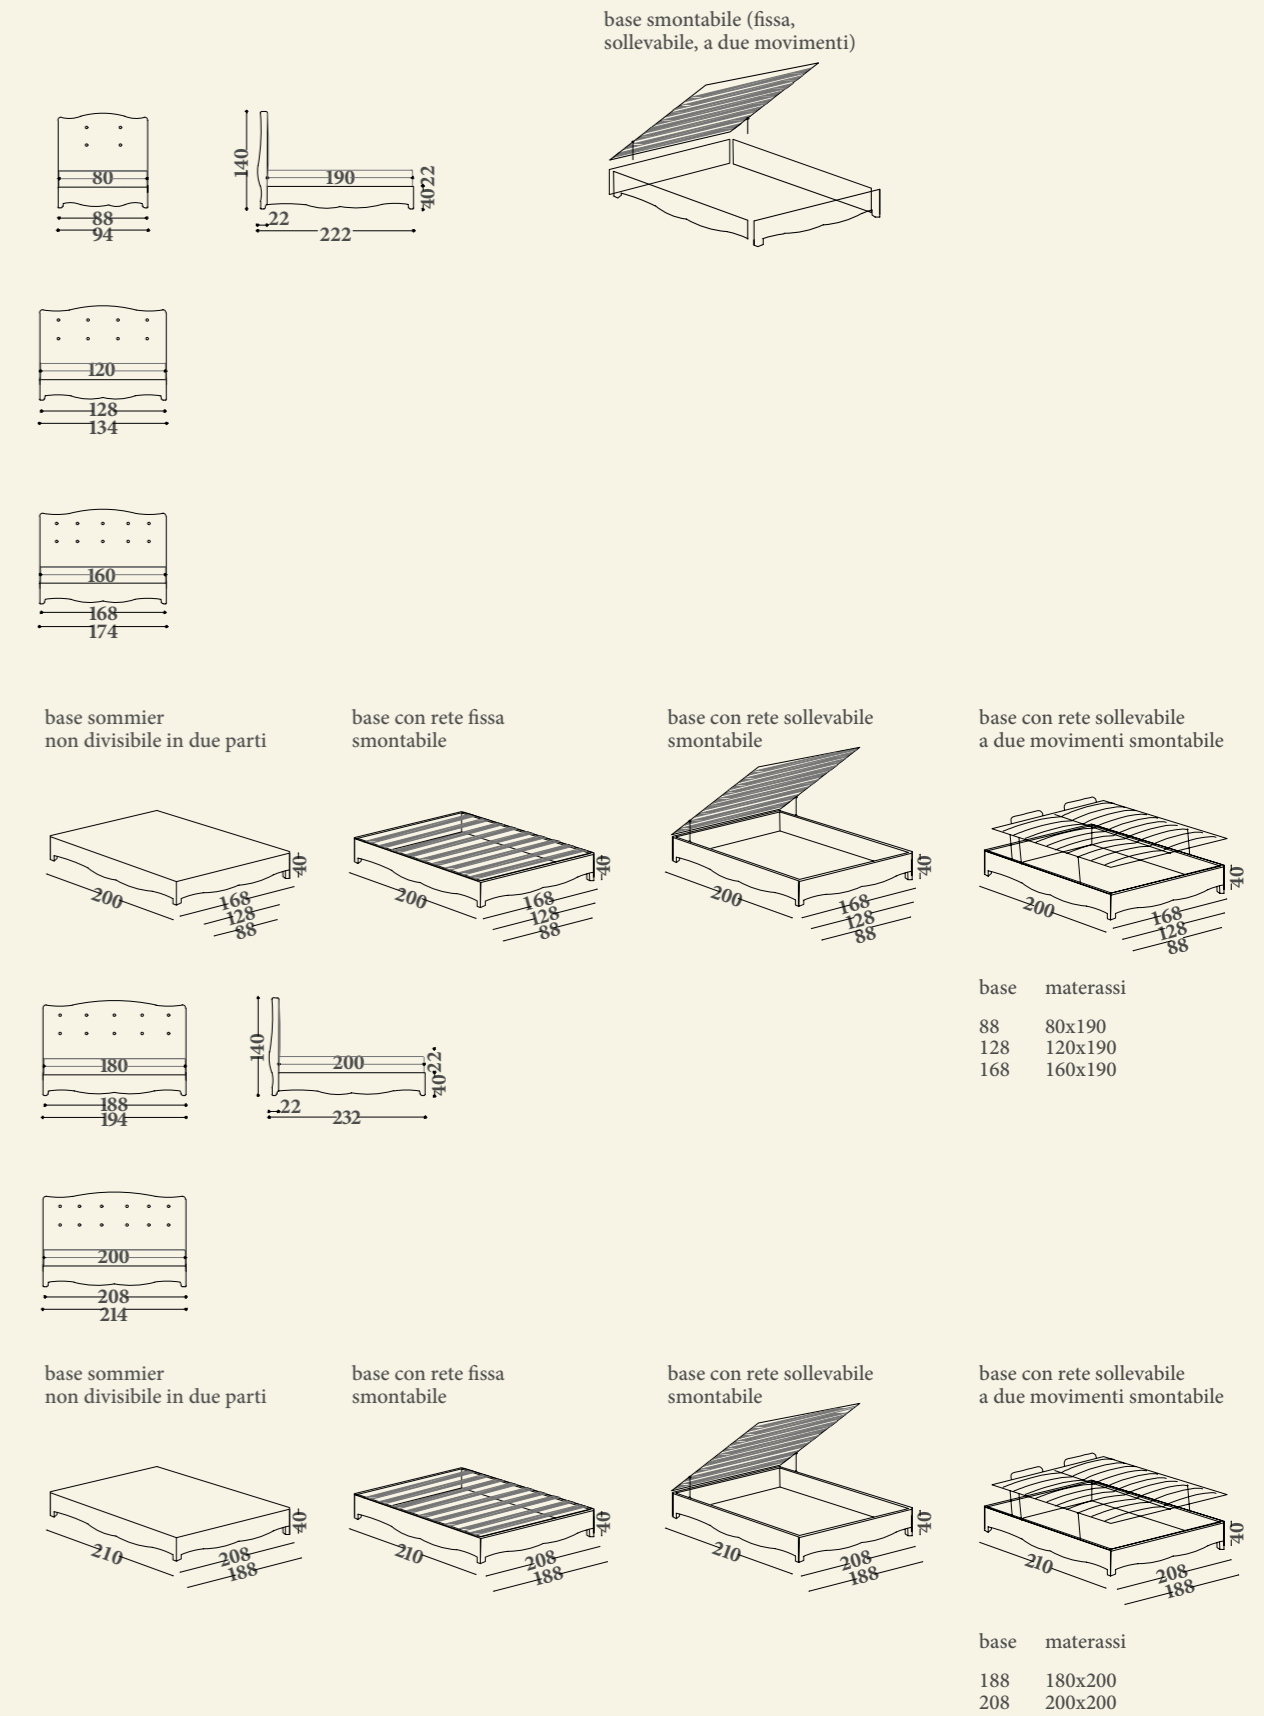 base smontabile (fissa,
sollevabile, a due movimenti)
80
88
94
140
190
22
40
22
222
120
128
134
160
168
174
base sommier
non divisibile in due parti
base con rete fissa
smontabile
base con rete sollevabile
smontabile
base con rete sollevabile
a due movimenti smontabile
40
200
168
128
88
40
200
168
128
88
40
200
168
128
88
40
200
168
128
88
base materassi
88 80x190
128 120x190
168 160x190
180
188
194
140
200
22
40
22
232
200
208
214
base sommier
non divisibile in due parti
base con rete fissa
smontabile
base con rete sollevabile
smontabile
base con rete sollevabile
a due movimenti smontabile
40
210
208
188
40
210
208
188
40
210
208
188
40
210
208
188
base materassi
188 180x200
208 200x200